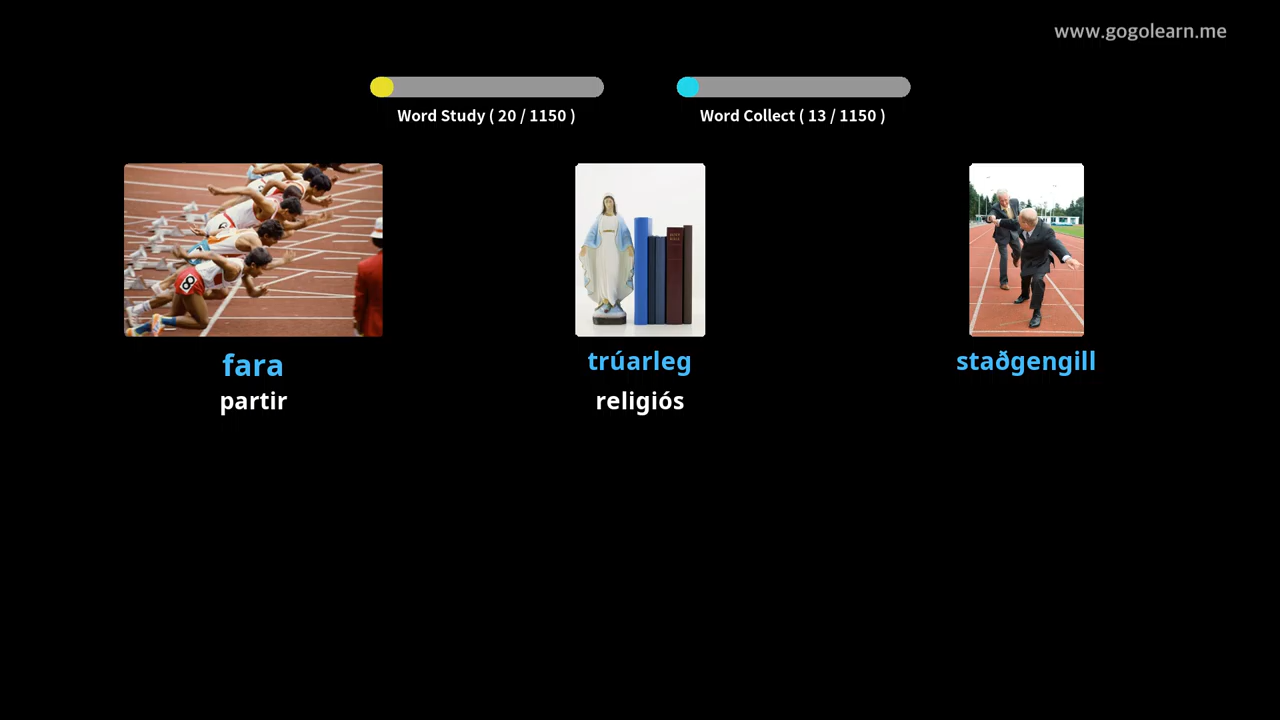 www.gogolearn.me
Word Study ( 20 / 1150 )
Word Collect ( 13 / 1150 )
fara
trúarleg
staðgengill
partir
religiós